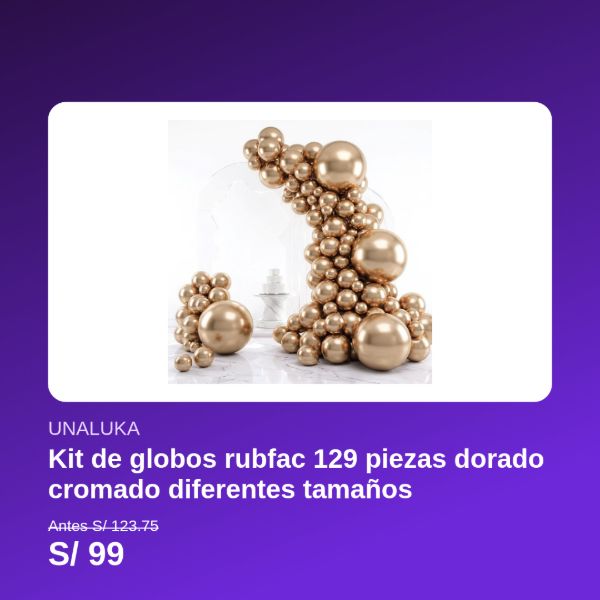 UNALUKA
Kit de globos rubfac 129 piezas dorado
cromado diferentes tamaños
Antes S/ 123.75
S/ 99